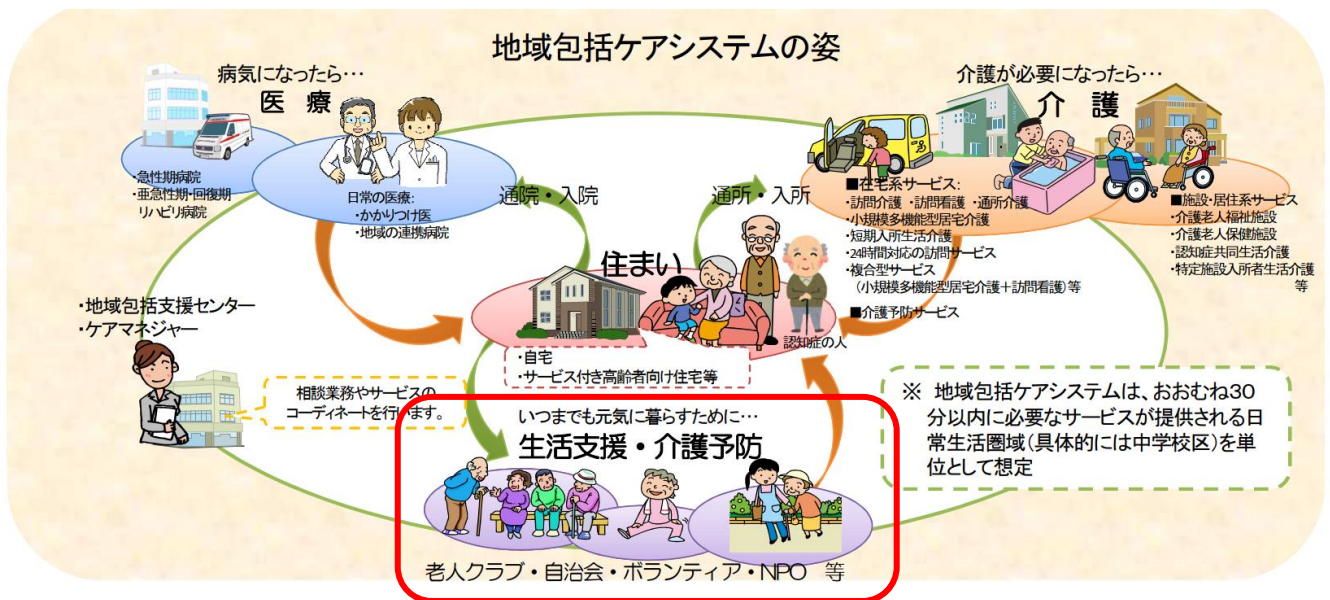 地域包括ケアシステムの姿
病気になったら…
医 療
・急性期病院
・亜急性期・回復期
リハビリ病院
日常の医療:
・かかりつけ医
・地域の連携病院
通院・入院
通所・入所
介護が必要になったら…
介 護
■在宅系サービス:
・訪問介護 ・訪問看護 ・通所介護
・小規模多機能型居宅介護
・短期入所生活介護
・24時間対応の訪問サービス
・複合型サービス
(小規模多機能型居宅介護+訪問看護)等
■介護予防サービス
■施設・居住系サービス
・介護老人福祉施設
・介護老人保健施設
・認知症共同生活介護
・特定施設入所者生活介護
等
住まい
認知症の人
・自宅
・サービス付き高齢者向け住宅等
・地域包括支援センター
・ケアマネジャー
相談業務やサービスの
コーディネートを行います。
いつまでも元気に暮らすために…
生活支援・介護予防
老人クラブ・自治会・ボランティア・NPO 等
※ 地域包括ケアシステムは、おおむね30
分以内に必要なサービスが提供される日
常生活圏域(具体的には中学校区)を単
位として想定